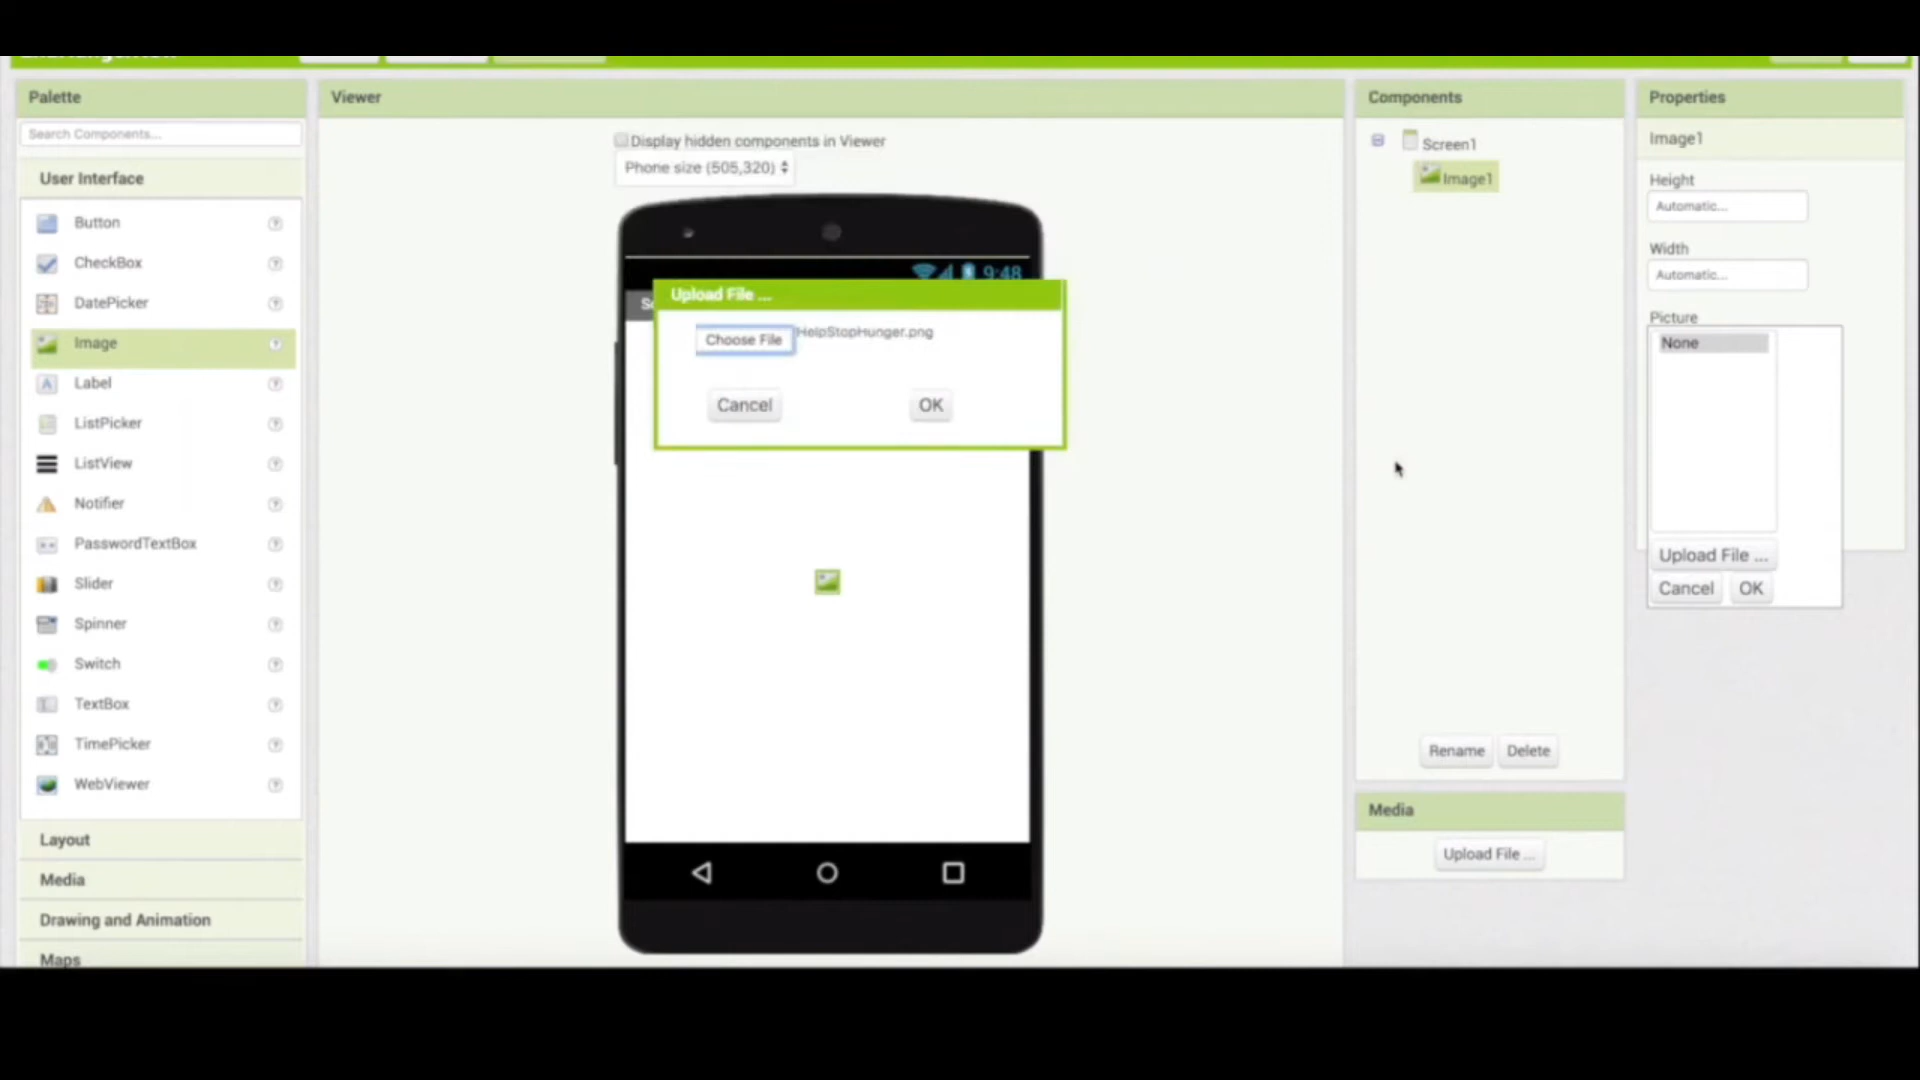 Palette
Search Components...
User Interface
Button
CheckBox
DatePicker
Image
Label
ListPicker
ListView
Notifier
PasswordTextBox
Slider
Spinner
Switch
TextBox
TimePicker
WebViewer
Layout
Media
Drawing and Animation
Maps
Viewer
Display hidden components in Viewer
Phone size (505,320)
9:48
Upload File ...
Choose File HelpStopHunger.png
Cancel OK
Components
Screen1
Image1
Rename Delete
Media
Upload File ...
Properties
Image1
Height
Automatic...
Width
Automatic...
Picture
None
Upload File ...
Cancel OK